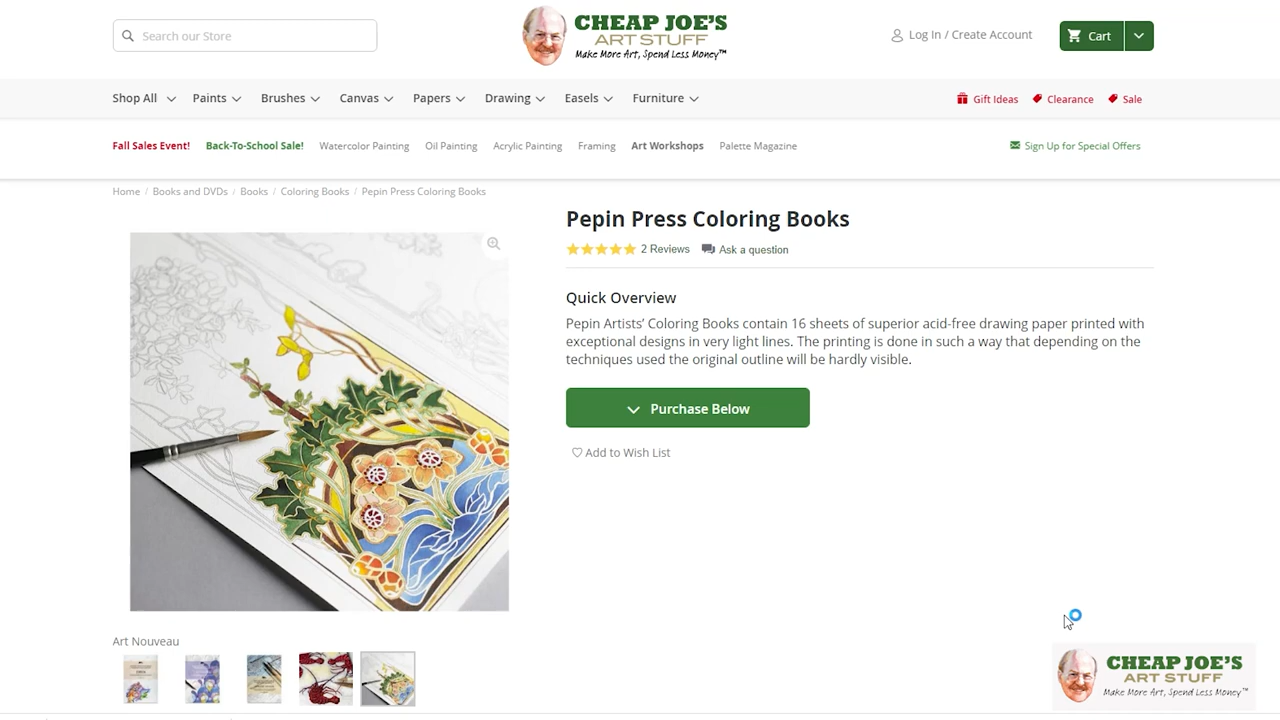 Search our Store
CHEAP JOE'S
ART STUFF
Make More Art, Spend Less Money™
Log In / Create Account
Cart
Shop All
Paints
Brushes
Canvas
Papers
Drawing
Easels
Furniture
Gift Ideas
Clearance
Sale
Fall Sales Event!
Back-To-School Sale!
Watercolor Painting
Oil Painting
Acrylic Painting
Framing
Art Workshops
Palette Magazine
Sign Up for Special Offers
Home / Books and DVDs / Books / Coloring Books / Pepin Press Coloring Books
Pepin Press Coloring Books
2 Reviews
Ask a question
Quick Overview
Pepin Artists’ Coloring Books contain 16 sheets of superior acid-free drawing paper printed with
exceptional designs in very light lines. The printing is done in such a way that depending on the
techniques used the original outline will be hardly visible.
Purchase Below
Add to Wish List
Art Nouveau
CHEAP JOE'S
ART STUFF
Make More Art, Spend Less Money™